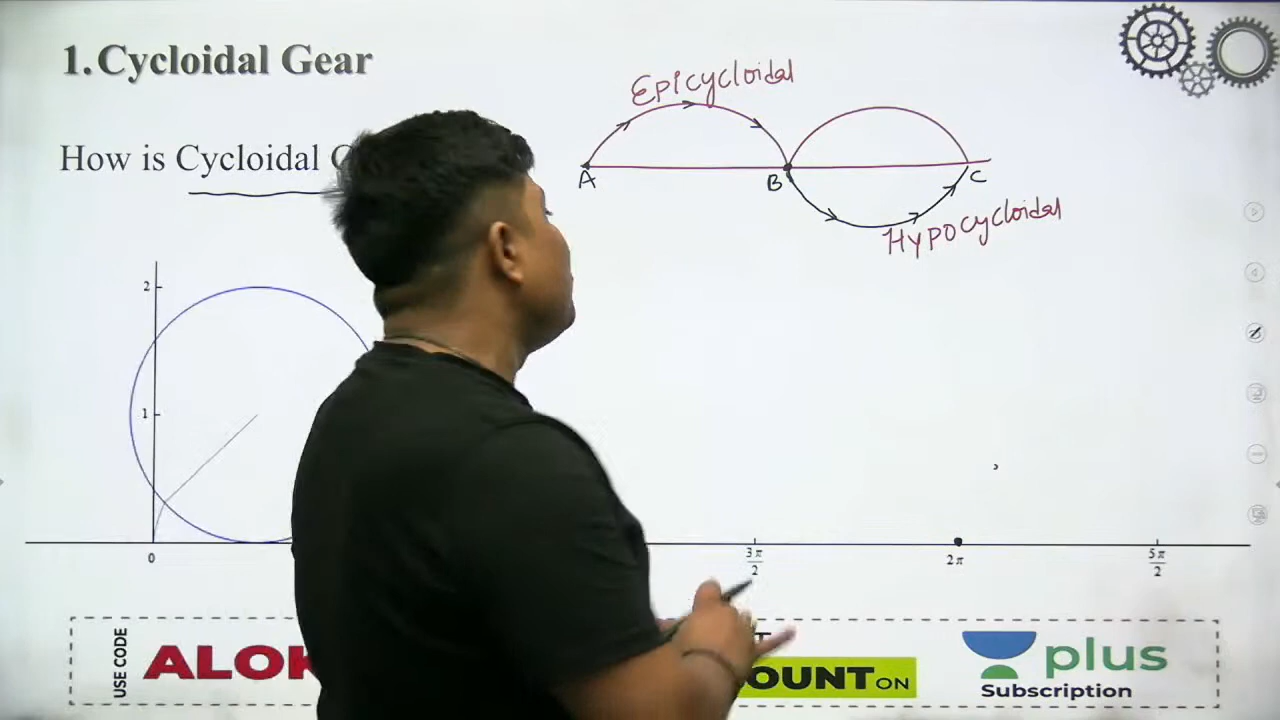 1. Cycloidal Gear
Epicycloidal
How is Cycloidal
A
B
C
Hypocycloidal
2
1
0
3π/2
2π
5π/2
USE CODE
ALOK
OUNT ON
plus
Subscription